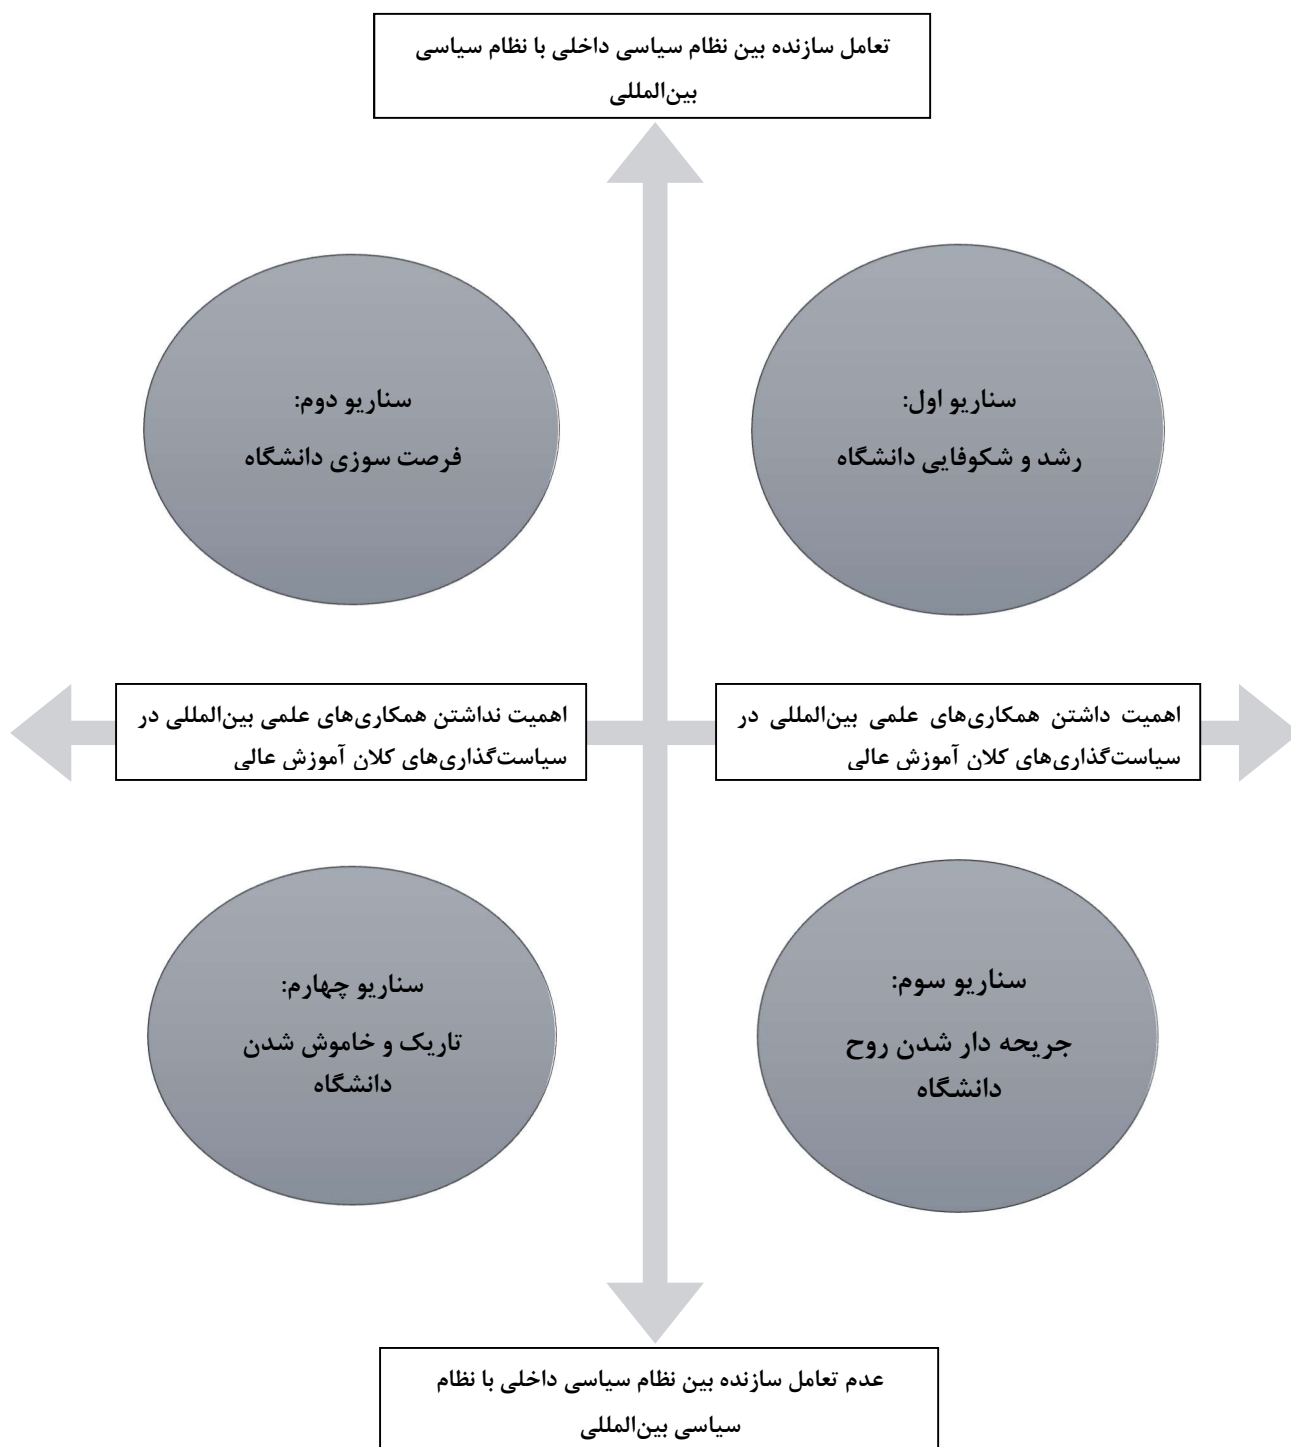 تعامل سازنده بین نظام سیاسی داخلی با نظام سیاسی
بین‌المللی
سناریو اول:
رشد و شکوفایی دانشگاه
سناریو دوم:
فرصت سوزی دانشگاه
اهمیت داشتن همکاری‌های علمی بین‌المللی در
سیاست‌گذاری‌های کلان آموزش عالی
اهمیت نداشتن همکاری‌های علمی بین‌المللی در
سیاست‌گذاری‌های کلان آموزش عالی
سناریو سوم:
جریحه دار شدن روح
دانشگاه
سناریو چهارم:
تاریک و خاموش شدن
دانشگاه
عدم تعامل سازنده بین نظام سیاسی داخلی با نظام
سیاسی بین‌المللی